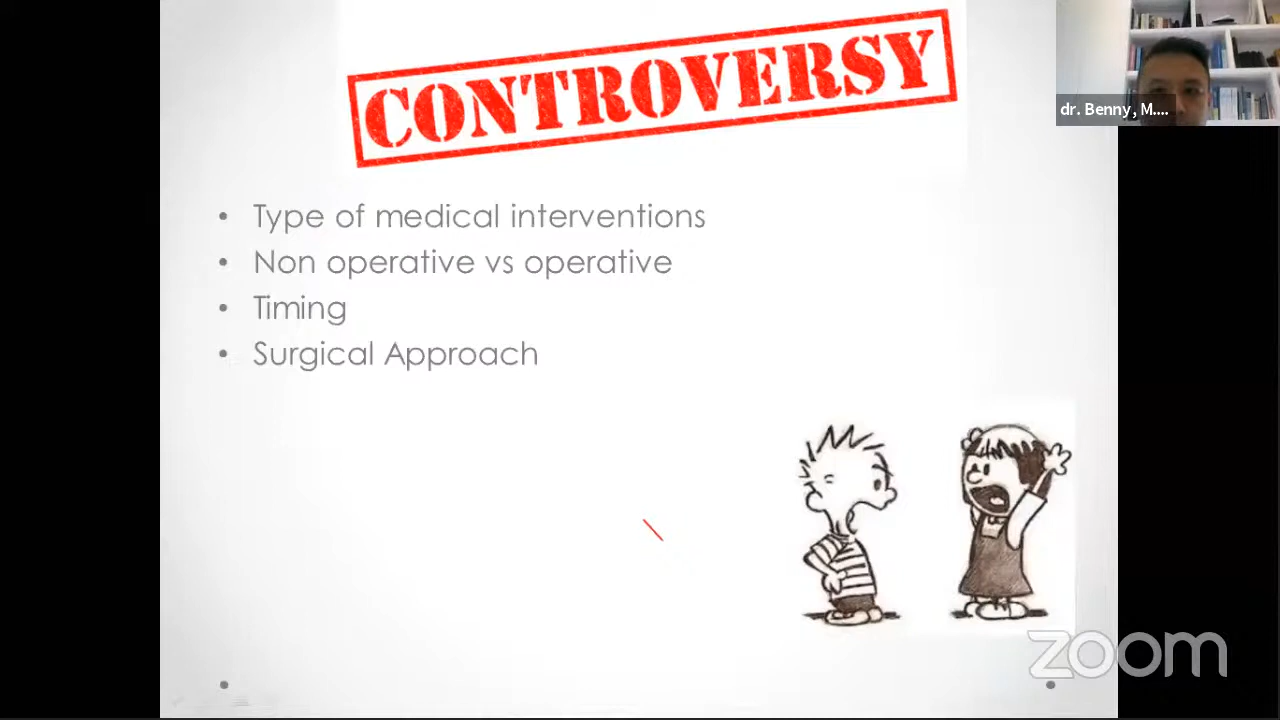 CONTROVERSY
dr. Benny, M....
• Type of medical interventions
• Non operative vs operative
• Timing
• Surgical Approach
zoom